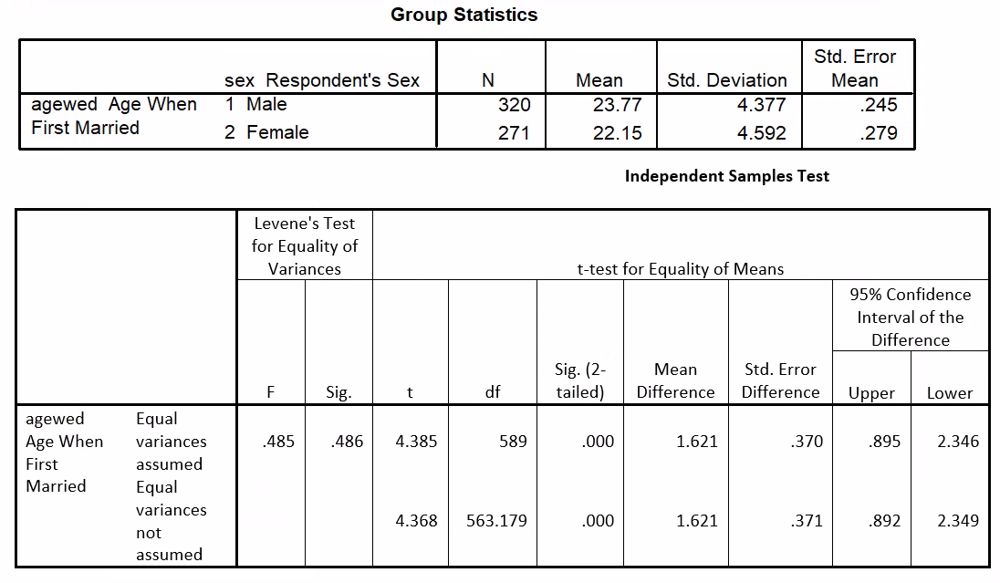 Group Statistics
sex Respondent's Sex N Mean Std. Deviation Std. Error Mean
agewed Age When First Married 1 Male 320 23.77 4.377 .245
2 Female 271 22.15 4.592 .279
Independent Samples Test
Levene's Test for Equality of Variances t-test for Equality of Means
95% Confidence Interval of the Difference
F Sig. t df Sig. (2-tailed) Mean Difference Std. Error Difference Upper Lower
agewed Age When First Married Equal variances assumed .485 .486 4.385 589 .000 1.621 .370 .895 2.346
Equal variances not assumed 4.368 563.179 .000 1.621 .371 .892 2.349